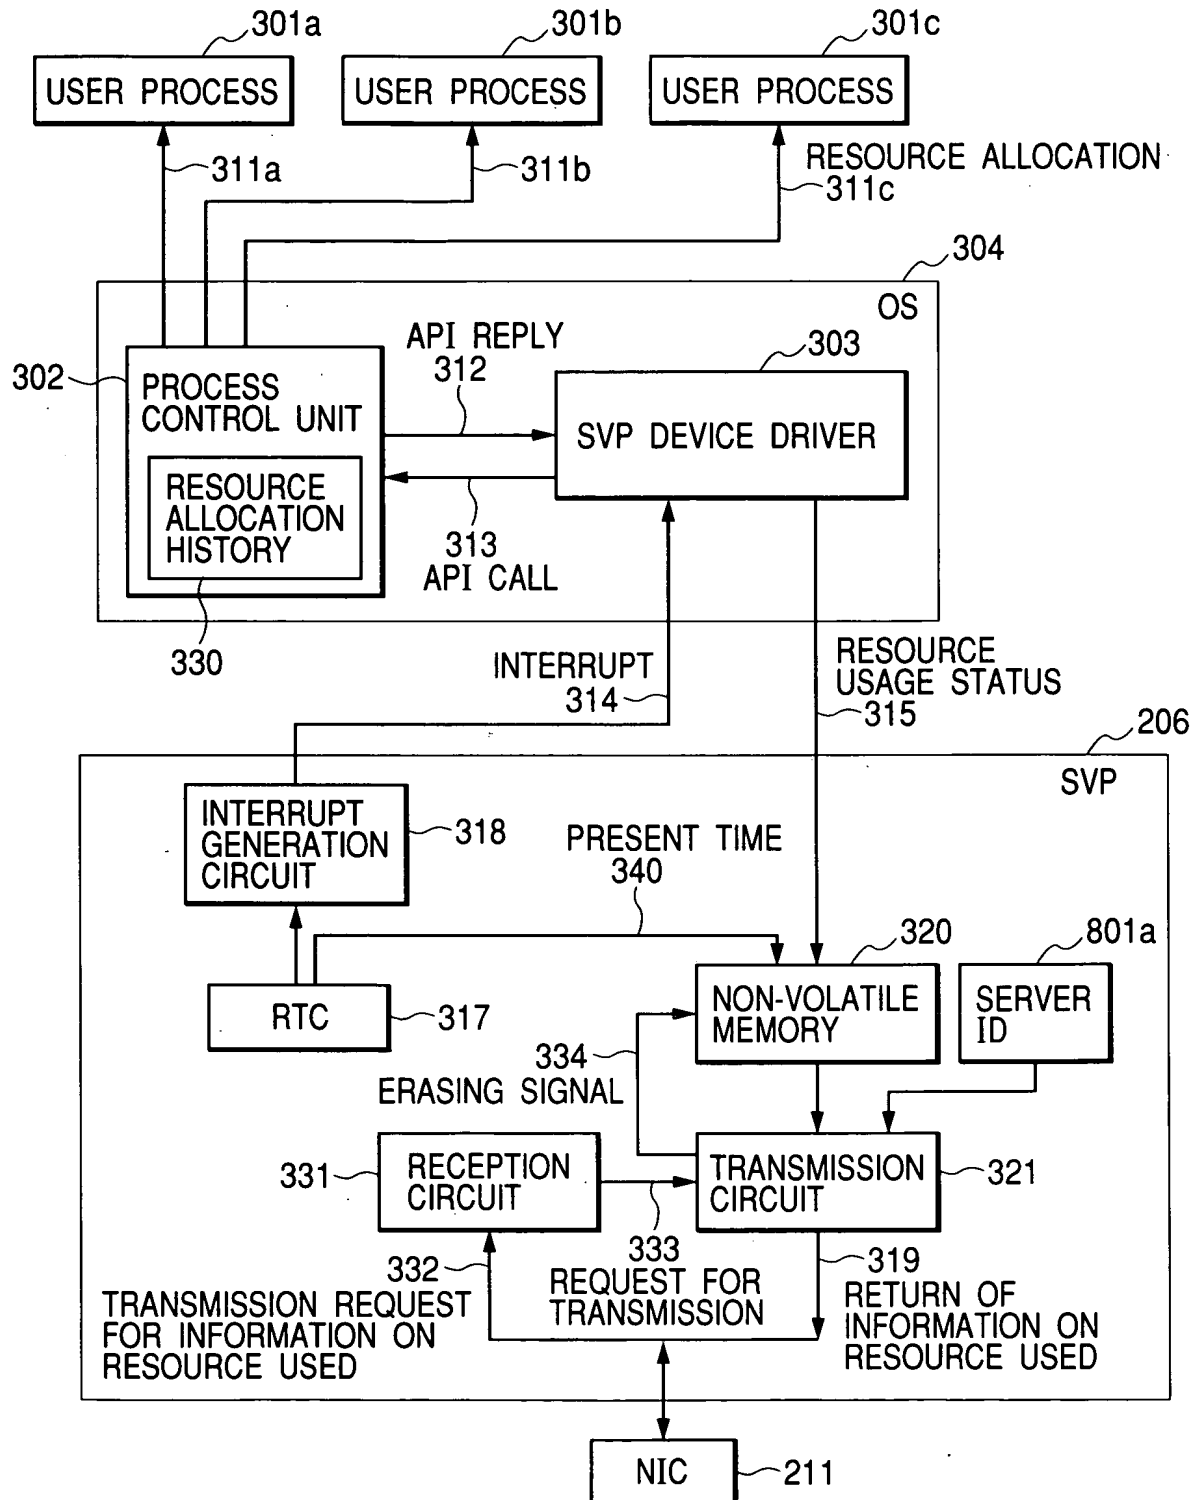 301a
301b
301c
USER PROCESS
USER PROCESS
USER PROCESS
311a
311b
RESOURCE ALLOCATION
311c
304
OS
API REPLY
312
303
302
PROCESS
CONTROL UNIT
SVP DEVICE DRIVER
RESOURCE
ALLOCATION
HISTORY
313
API CALL
330
INTERRUPT
314
RESOURCE
USAGE STATUS
315
206
SVP
INTERRUPT
GENERATION
CIRCUIT
318
PRESENT TIME
340
320
801a
RTC
317
NON-VOLATILE
MEMORY
SERVER
ID
334
ERASING SIGNAL
331
RECEPTION
CIRCUIT
TRANSMISSION
CIRCUIT
321
333
REQUEST FOR
TRANSMISSION
332
TRANSMISSION REQUEST
FOR INFORMATION ON
RESOURCE USED
319
RETURN OF
INFORMATION ON
RESOURCE USED
NIC
211